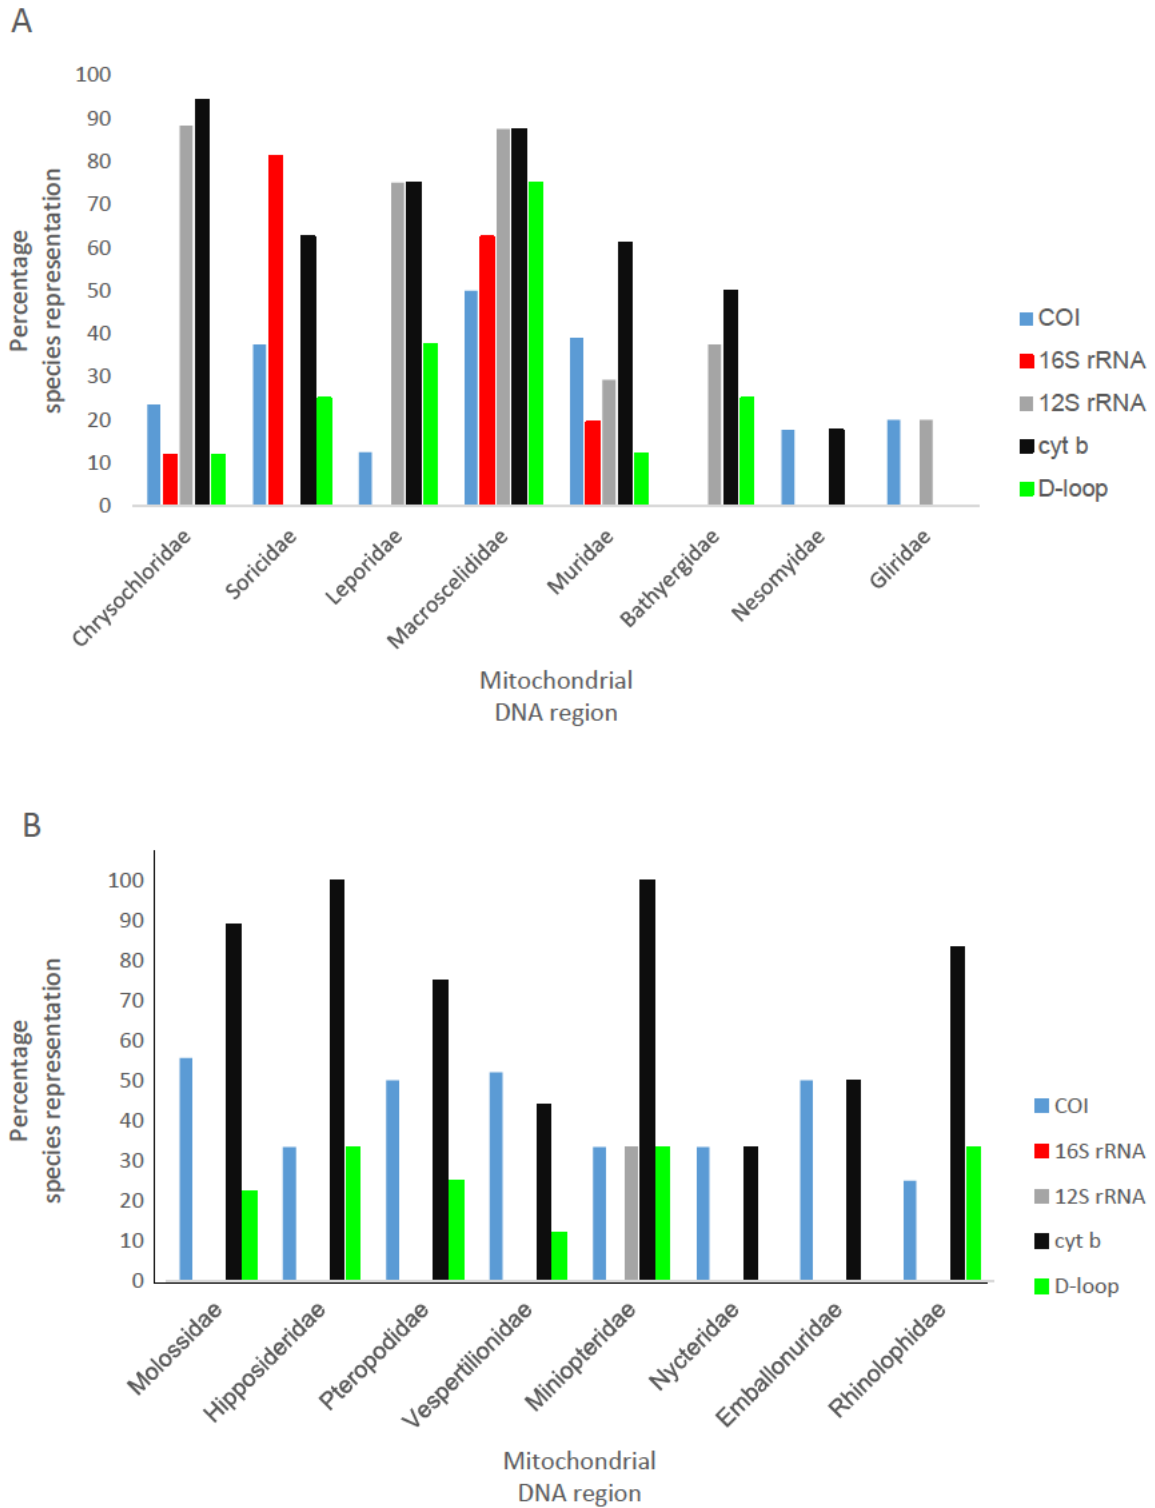 A
100
90
80
70
60
50
40
30
20
10
0
Percentage
species representation
Chrysochloridae
Soricidae
Leporidae
Macroscelididae
Muridae
Bathyergidae
Nesomyidae
Gliridae
Mitochondrial
DNA region
COI
16S rRNA
12S rRNA
cyt b
D-loop
B
100
90
80
70
60
50
40
30
20
10
0
Percentage
species representation
Molossidae
Hipposideridae
Pteropodidae
Vespertilionidae
Miniopteridae
Nycteridae
Emballonuridae
Rhinolophidae
Mitochondrial
DNA region
COI
16S rRNA
12S rRNA
cyt b
D-loop